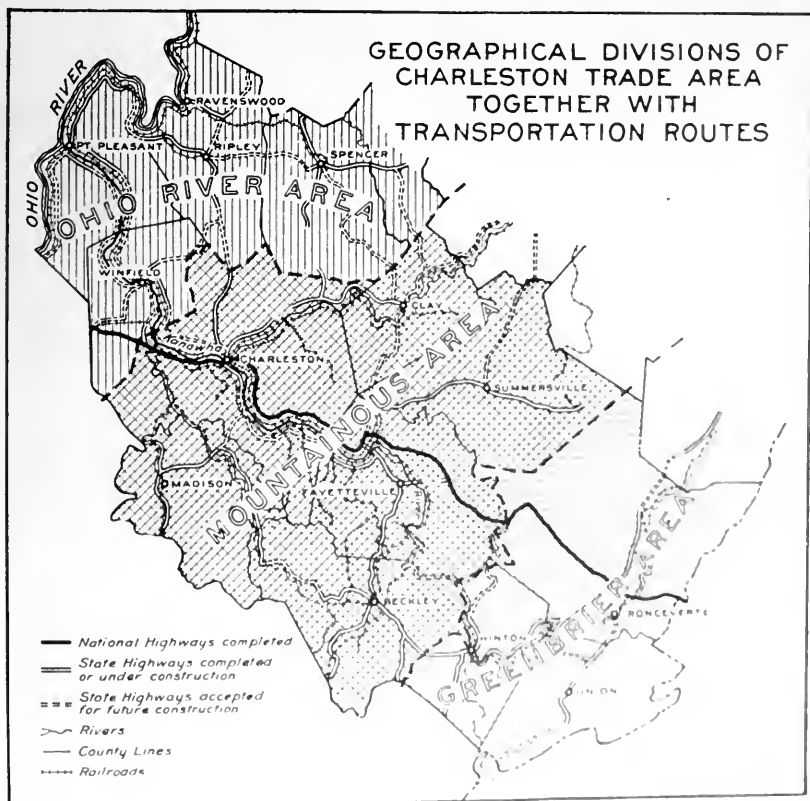 GEOGRAPHICAL DIVISIONS OF
CHARLESTON TRADE AREA
TOGETHER WITH
TRANSPORTATION ROUTES
OHIO RIVER
RAVENSWOOD
PT. PLEASANT
RIPLEY
SPENCER
OHIO RIVER AREA
WINFIELD
CLAY
Kanawha
CHARLESTON
SUMMERSVILLE
MOUNTAINOUS AREA
MADISON
FAYETTEVILLE
BECKLEY
HINTON
RONCEVERTE
GREENBRIER AREA
UNION
National Highways completed
State Highways completed
or under construction
State Highways accepted
for future construction
Rivers
County Lines
Railroads